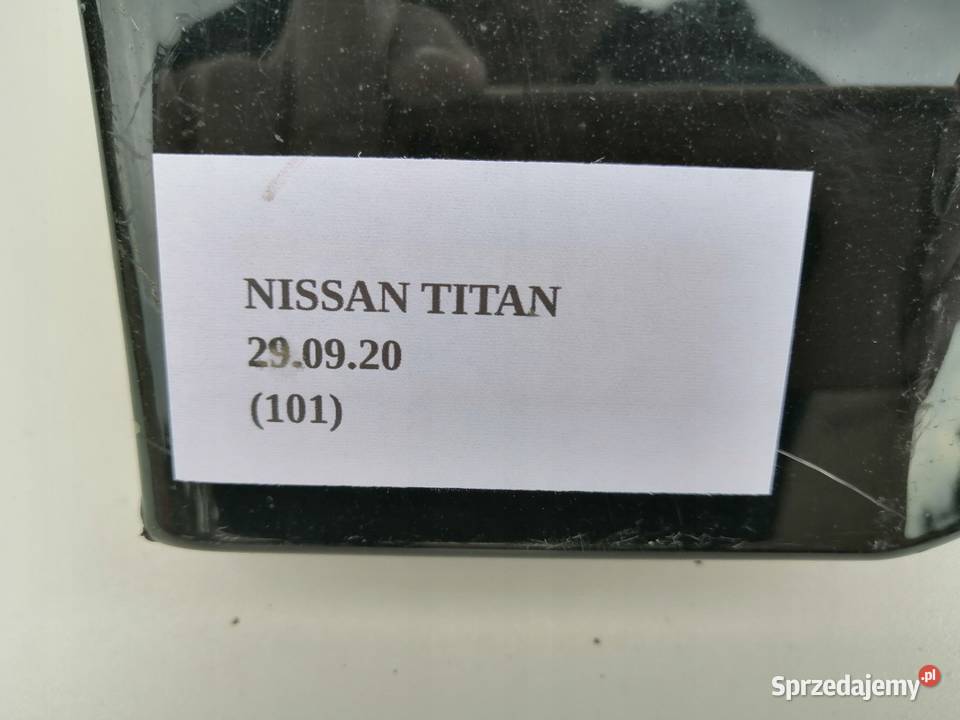 NISSAN TITAN
29.09.20
(101)
Sprzedajemy.pl